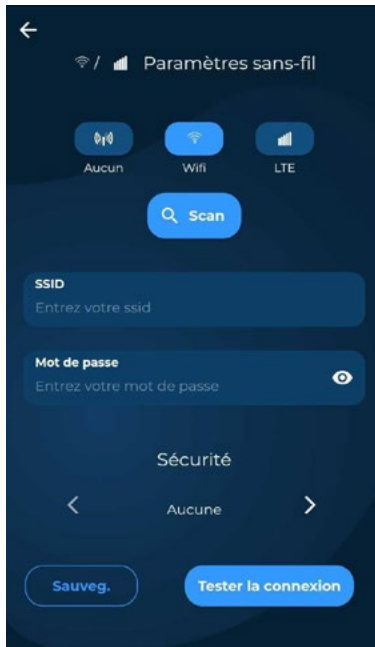 / Paramètres sans-fil
Aucun Wifi LTE
Scan
SSID
Entrez votre ssid
Mot de passe
Entrez votre mot de passe
Sécurité
Aucune
Sauveg. Tester la connexion